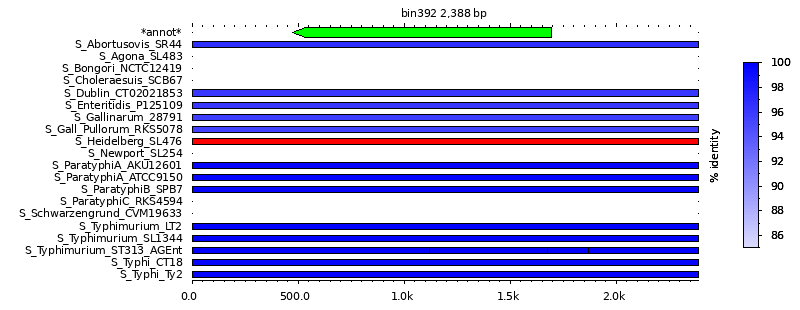 bin392 2,388 bp
*annot*
S_Abortusovis_SR44
S_Agona_SL483
S_Bongori_NCTC12419
S_Choleraesuis_SCB67
S_Dublin_CT02021853
S_Enteritidis_P125109
S_Gallinarum_28791
S_Gall_Pullorum_RKS5078
S_Heidelberg_SL476
S_Newport_SL254
S_ParatyphiA_AKU12601
S_ParatyphiA_ATCC9150
S_ParatyphiB_SPB7
S_ParatyphiC_RKS4594
S_Schwarzengrund_CVM19633
S_Typhimurium_LT2
S_Typhimurium_SL1344
S_Typhimurium_ST313_AGEnt
S_Typhi_CT18
S_Typhi_Ty2
0.0 500.0 1.0k 1.5k 2.0k
% identity
100
98
96
94
92
90
88
86